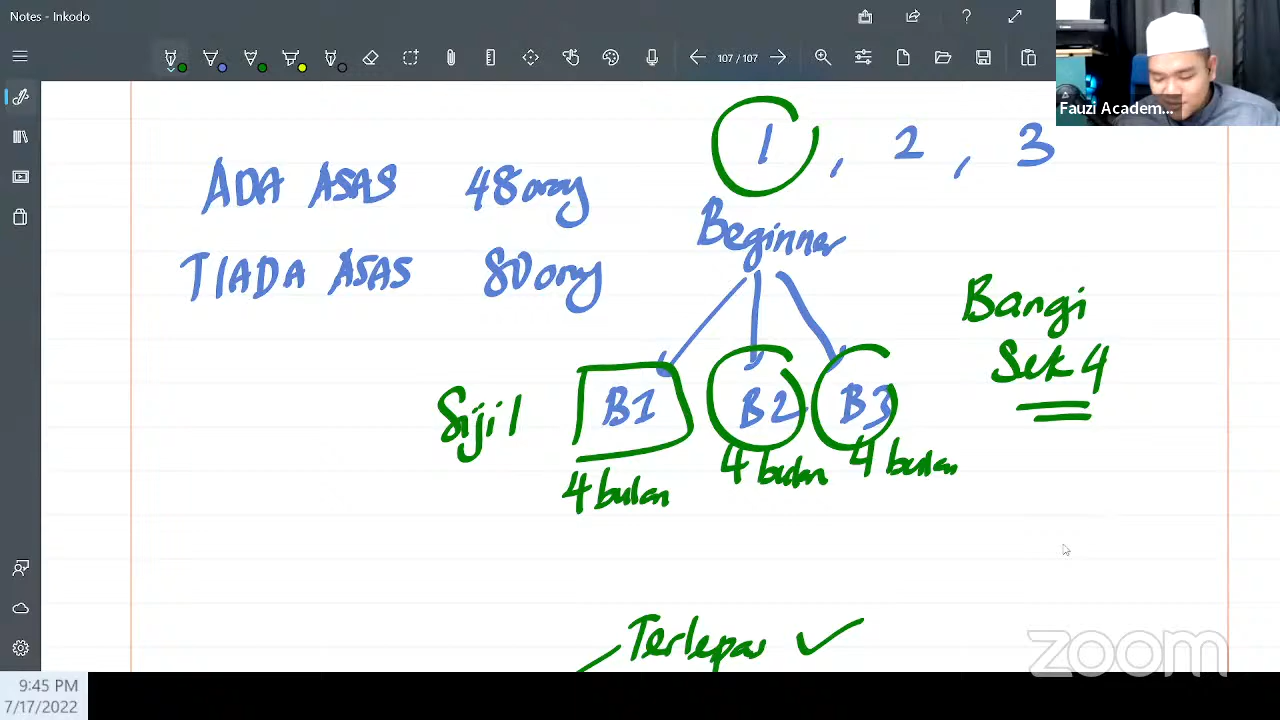 Notes - Inkodo
107 / 107
Fauzi Academ...
1 , 2 , 3
ADA ASAS 48 orang
Beginner
TIADA ASAS 80 orang
Bangi
Sek 4
Sijil B1 B2 B3
4 bulan 4 bulan 4 bulan
Terlepas ✓
zoom
9:45 PM
7/17/2022